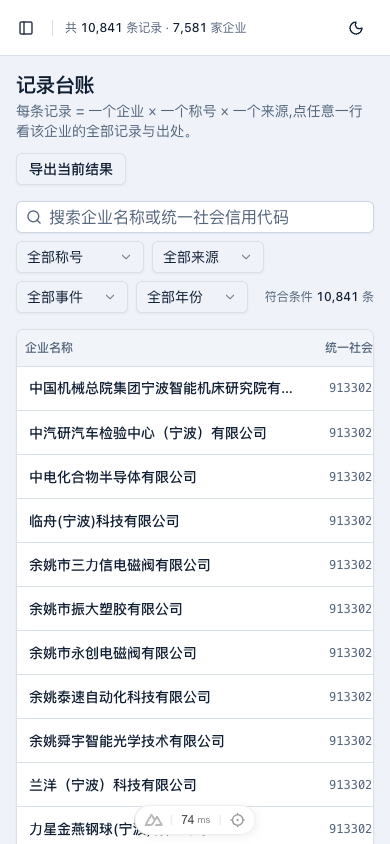 共 10,841 条记录 · 7,581 家企业
记录台账
每条记录 = 一个企业 × 一个称号 × 一个来源,点任意一行
看该企业的全部记录与出处。
导出当前结果
搜索企业名称或统一社会信用代码
全部称号 全部来源
全部事件 全部年份 符合条件 10,841 条
企业名称 统一社会
中国机械总院集团宁波智能机床研究院有... 913302
中汽研汽车检验中心（宁波）有限公司 913302
中电化合物半导体有限公司 913302
临舟(宁波)科技有限公司 913302
余姚市三力信电磁阀有限公司 913302
余姚市振大塑胶有限公司 913302
余姚市永创电磁阀有限公司 913302
余姚泰速自动化科技有限公司 913302
余姚舜宇智能光学技术有限公司 913302
兰洋（宁波）科技有限公司 913302
力星金燕钢球(宁波 913302
74 ms